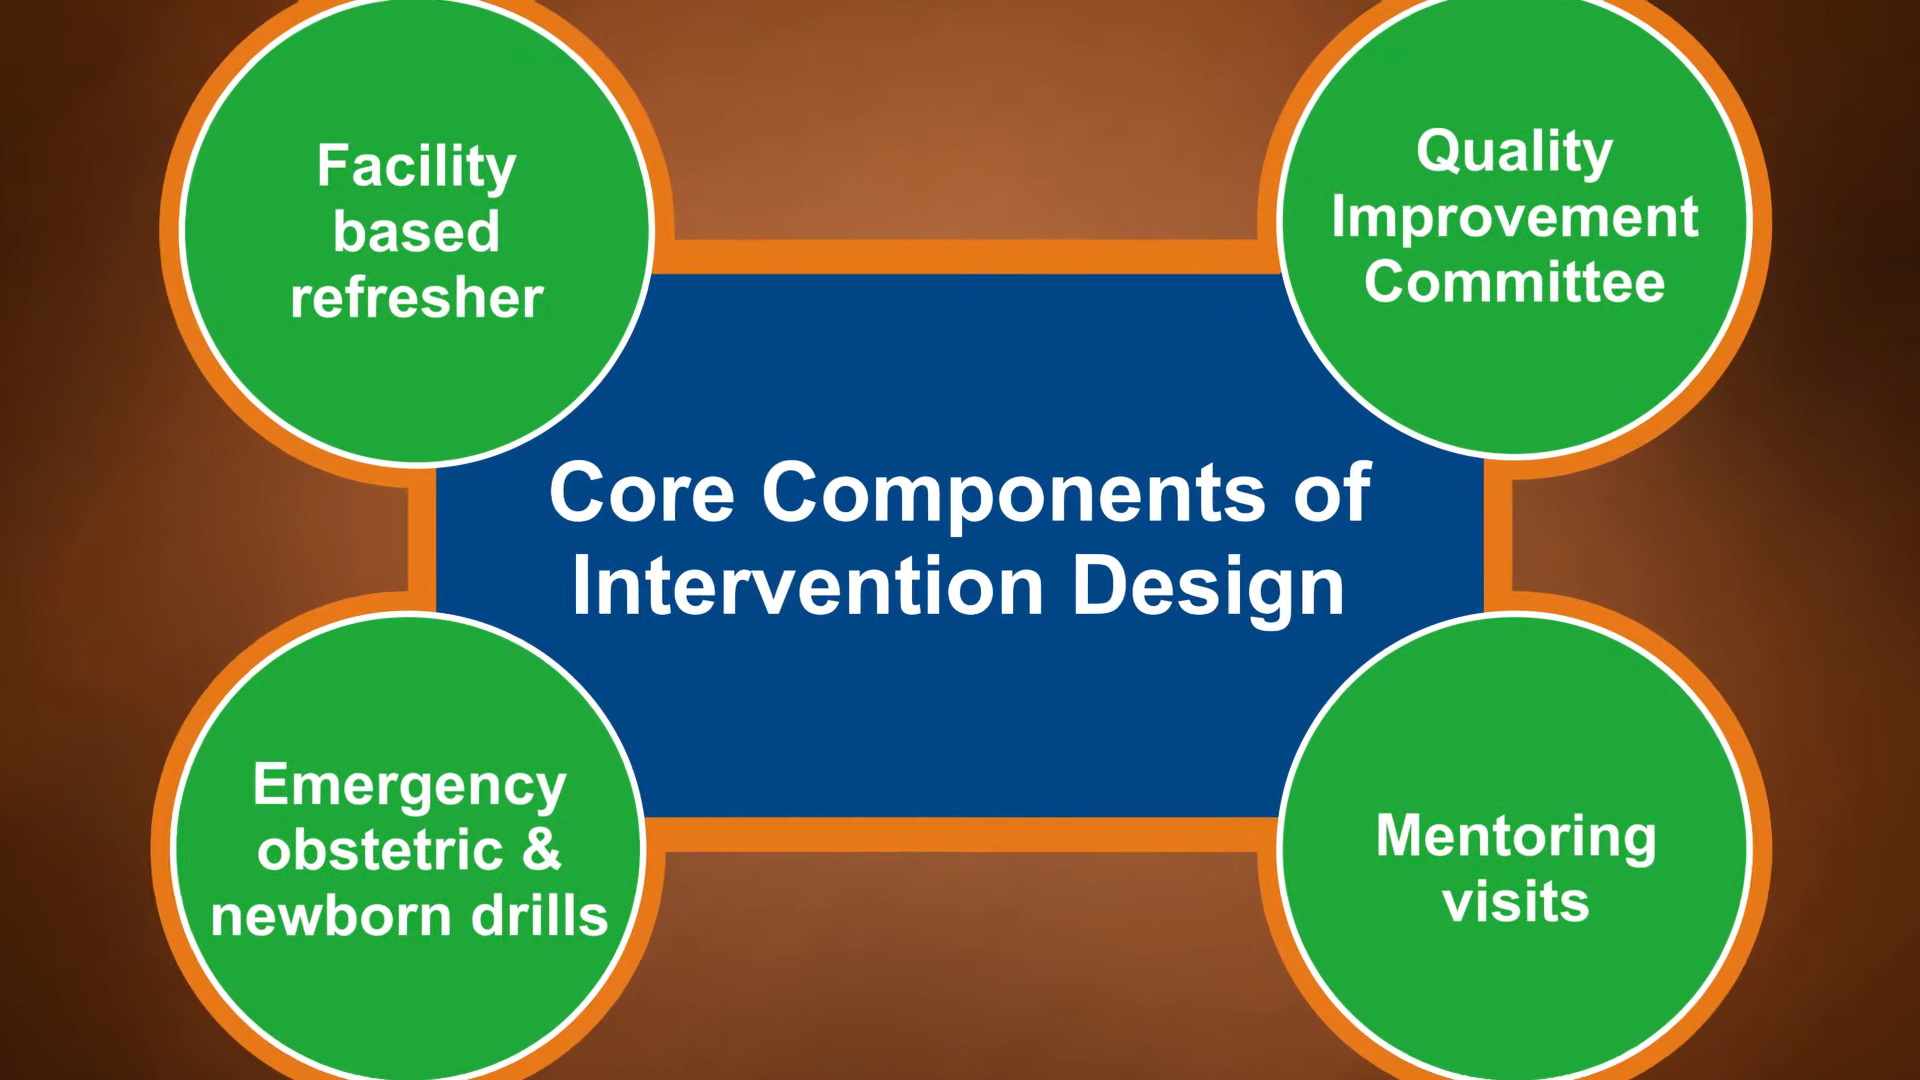 Facility
based
refresher
Quality
Improvement
Committee
Core Components of
Intervention Design
Emergency
obstetric &
newborn drills
Mentoring
visits